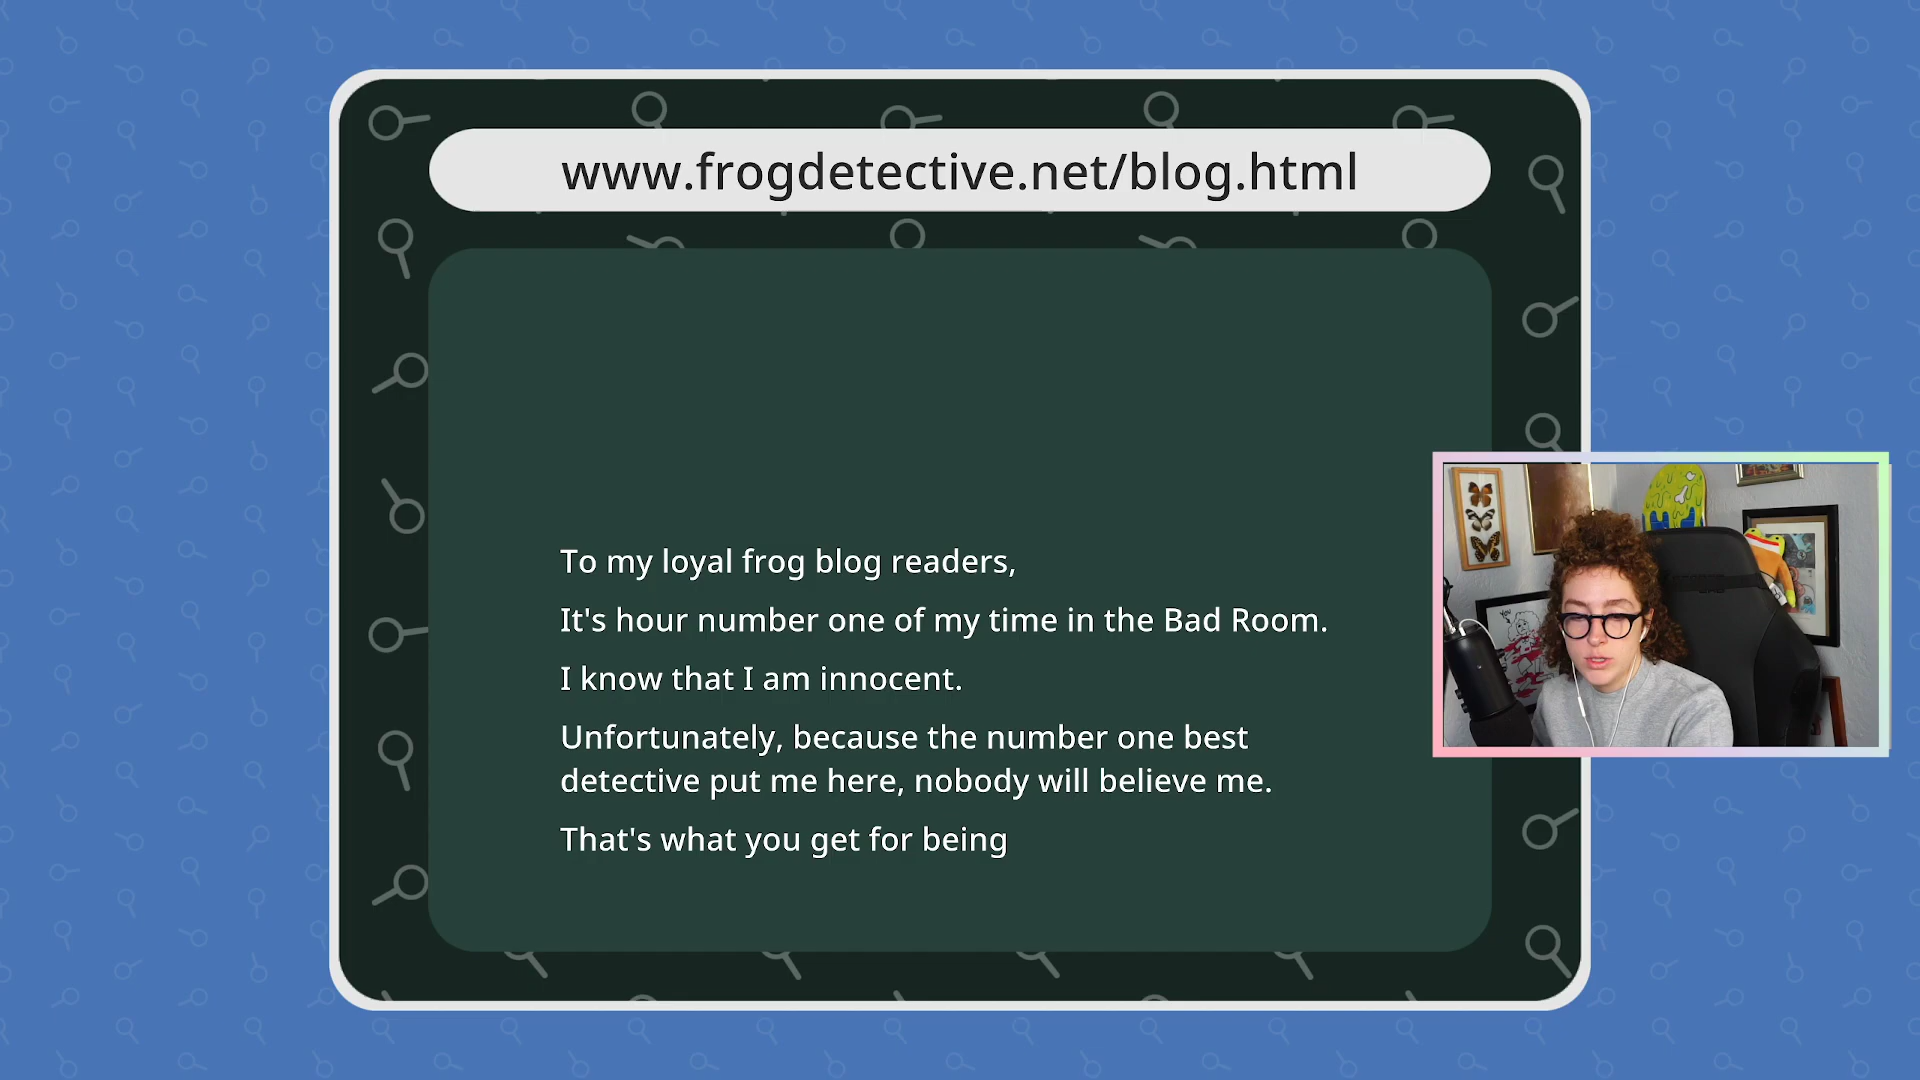 www.frogdetective.net/blog.html
To my loyal frog blog readers,
It's hour number one of my time in the Bad Room.
I know that I am innocent.
Unfortunately, because the number one best
detective put me here, nobody will believe me.
That's what you get for being
YOU